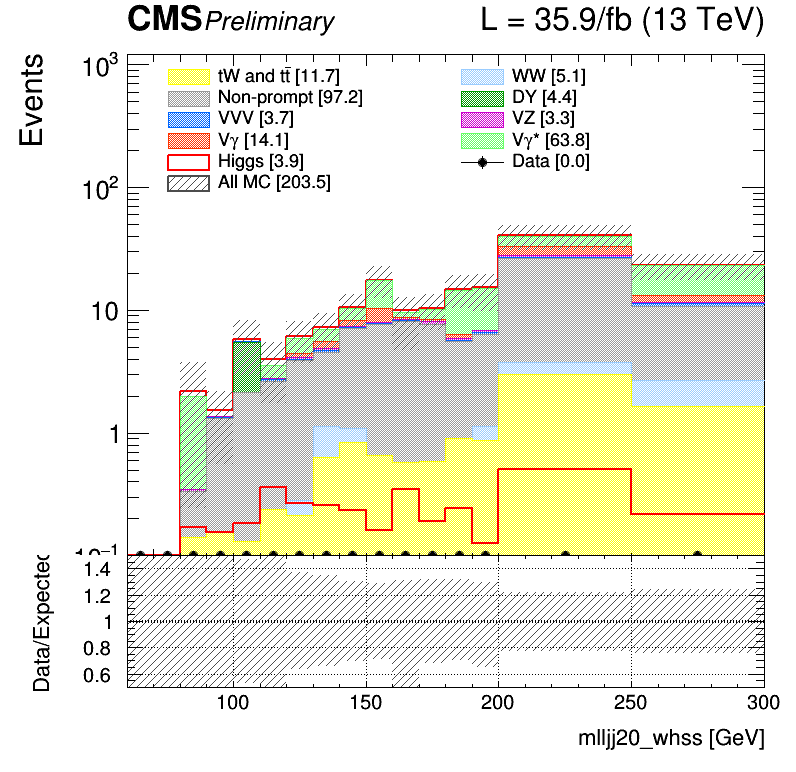 CMS Preliminary L = 35.9/fb (13 TeV)
Events
10³
10²
10
1
10⁻¹
tW and tt̄ [11.7]
Non-prompt [97.2]
VVV [3.7]
Vγ [14.1]
Higgs [3.9]
All MC [203.5]
WW [5.1]
DY [4.4]
VZ [3.3]
Vγ* [63.8]
Data [0.0]
Data/Expected
1.4
1.2
1
0.8
0.6
100 150 200 250 300
mlljj20_whss [GeV]